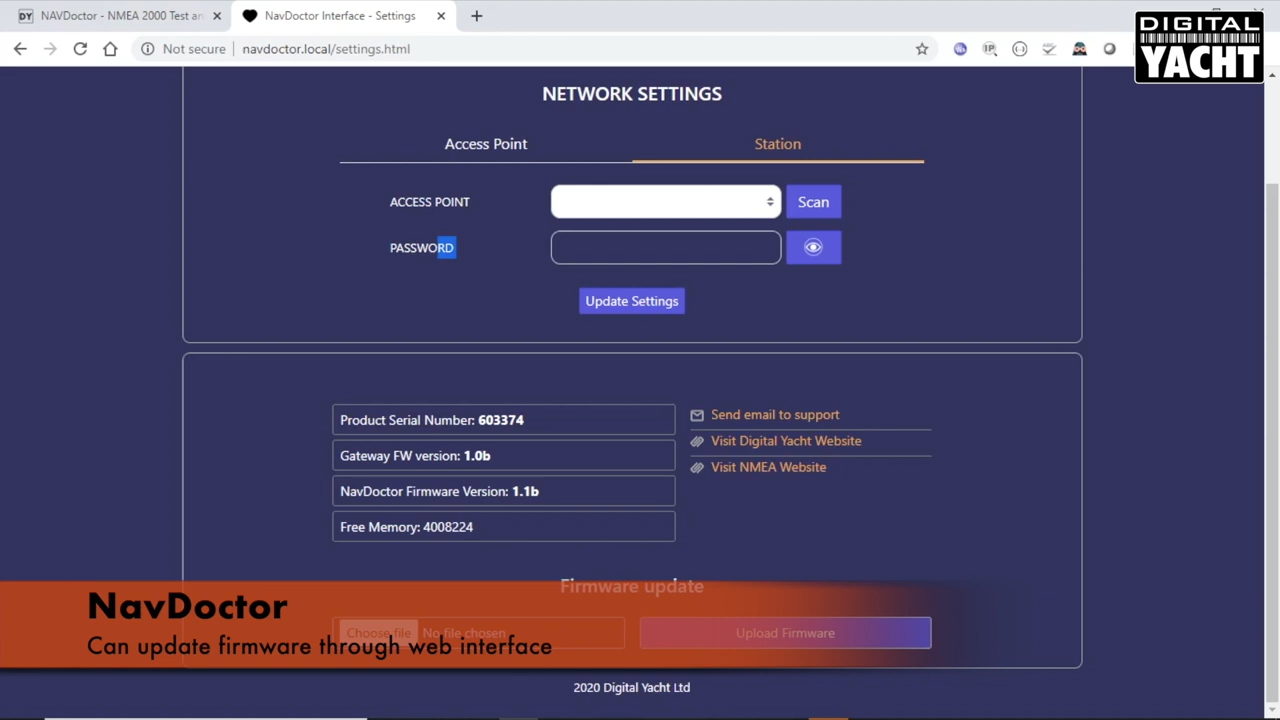 NAVDoctor - NMEA 2000 Test an
NavDoctor Interface - Settings
DIGITAL
YACHT
Not secure
navdoctor.local/settings.html
NETWORK SETTINGS
Access Point
Station
ACCESS POINT
Scan
PASSWORD
Update Settings
Product Serial Number: 603374
Gateway FW version: 1.0b
NavDoctor Firmware Version: 1.1b
Free Memory: 4008224
Send email to support
Visit Digital Yacht Website
Visit NMEA Website
Firmware update
Choose file No file chosen
Upload Firmware
NavDoctor
Can update firmware through web interface
2020 Digital Yacht Ltd